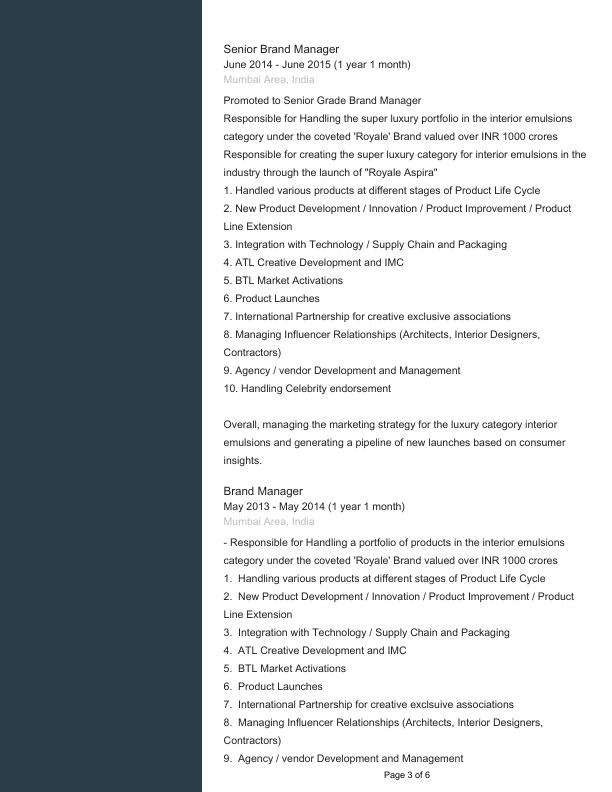 Senior Brand Manager
June 2014 - June 2015 (1 year 1 month)
Mumbai Area, India
Promoted to Senior Grade Brand Manager
Responsible for Handling the super luxury portfolio in the interior emulsions
category under the coveted 'Royale' Brand valued over INR 1000 crores
Responsible for creating the super luxury category for interior emulsions in the
industry through the launch of "Royale Aspira"
1. Handled various products at different stages of Product Life Cycle
2. New Product Development / Innovation / Product Improvement / Product
Line Extension
3. Integration with Technology / Supply Chain and Packaging
4. ATL Creative Development and IMC
5. BTL Market Activations
6. Product Launches
7. International Partnership for creative exclusive associations
8. Managing Influencer Relationships (Architects, Interior Designers,
Contractors)
9. Agency / vendor Development and Management
10. Handling Celebrity endorsement
Overall, managing the marketing strategy for the luxury category interior
emulsions and generating a pipeline of new launches based on consumer
insights.
Brand Manager
May 2013 - May 2014 (1 year 1 month)
Mumbai Area, India
- Responsible for Handling a portfolio of products in the interior emulsions
category under the coveted 'Royale' Brand valued over INR 1000 crores
1.  Handling various products at different stages of Product Life Cycle
2.  New Product Development / Innovation / Product Improvement / Product
Line Extension
3.  Integration with Technology / Supply Chain and Packaging
4.  ATL Creative Development and IMC
5.  BTL Market Activations
6.  Product Launches
7.  International Partnership for creative exclsuive associations
8.  Managing Influencer Relationships (Architects, Interior Designers,
Contractors)
9.  Agency / vendor Development and Management
Page 3 of 6